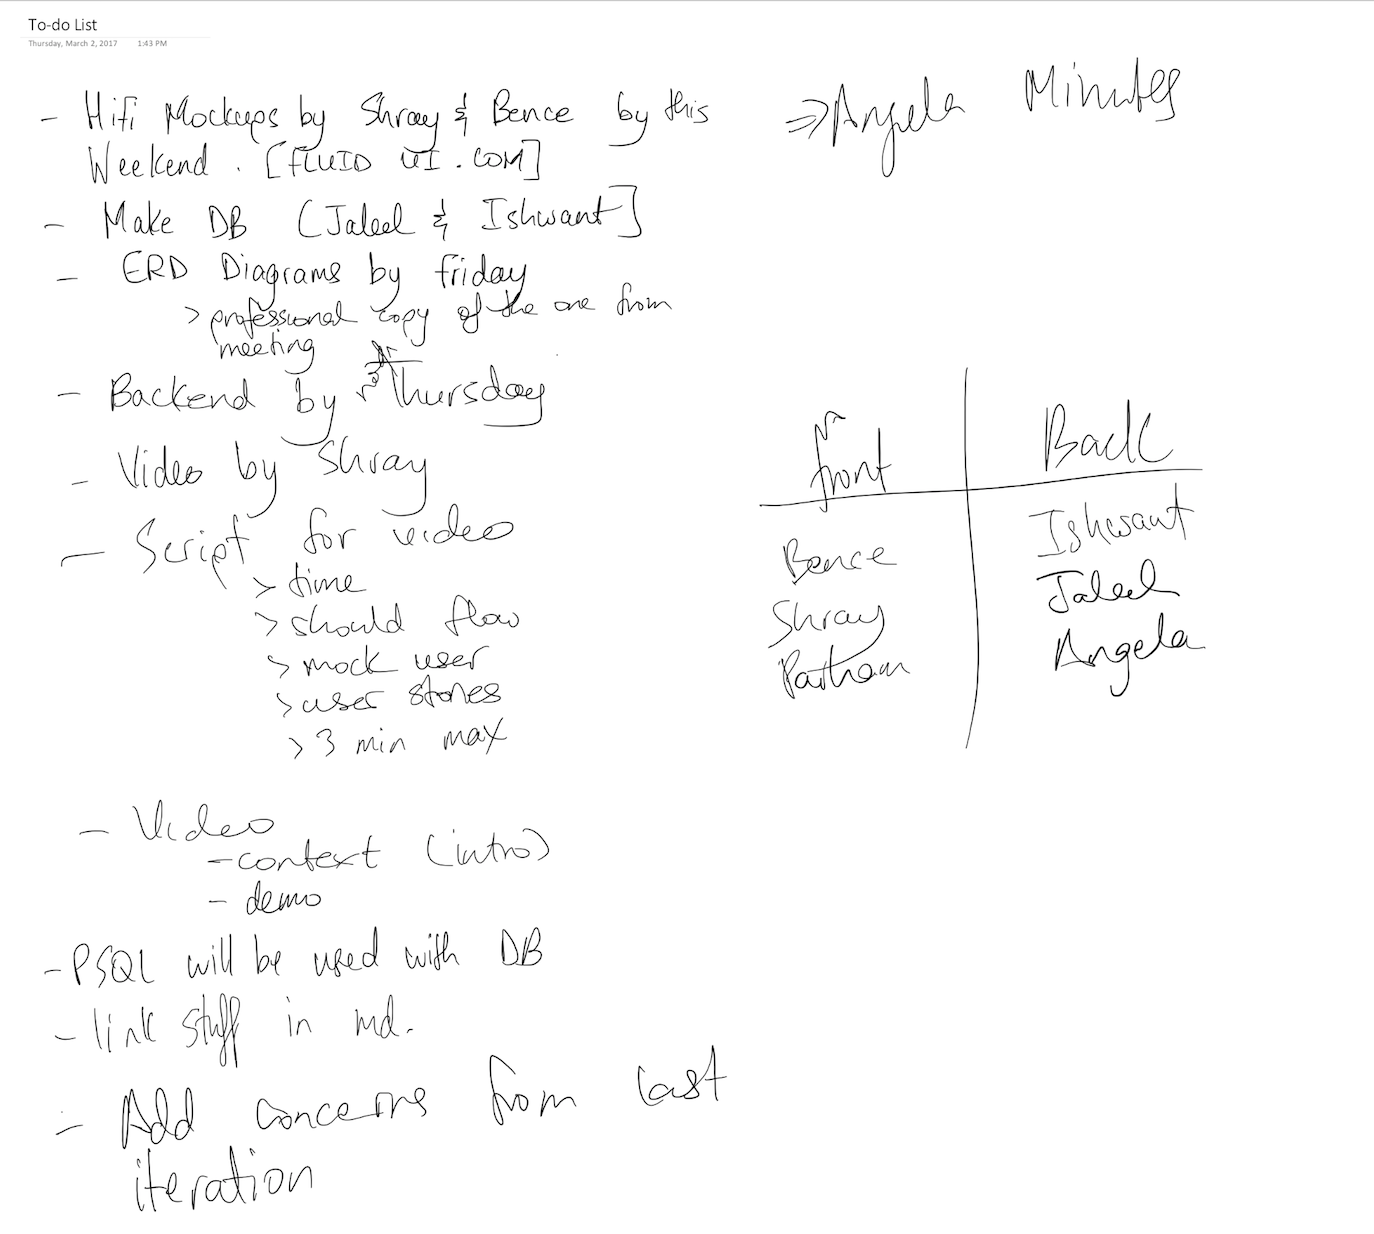 To-do List
Thursday, March 2, 2017 1:43 PM
- Hifi Mockups by Shray & Bence by this
Weekend. [FLUID UI.COM]
- Make DB [Jaleel & Ishwant]
- ERD Diagrams by friday
> professional copy of the one from
meeting
- Backend by next Thursday
- Video by Shray
- Script for video
> time
> should flow
> mock user
> user stories
> 3 min max
- Video
- context (intro)
- demo
- PSQL will be used with DB
- link stuff in md.
- Add concerns from last
iteration
⇒ Angela Minutes
front Back
Bence Ishwant
Shray Jaleel
Angela